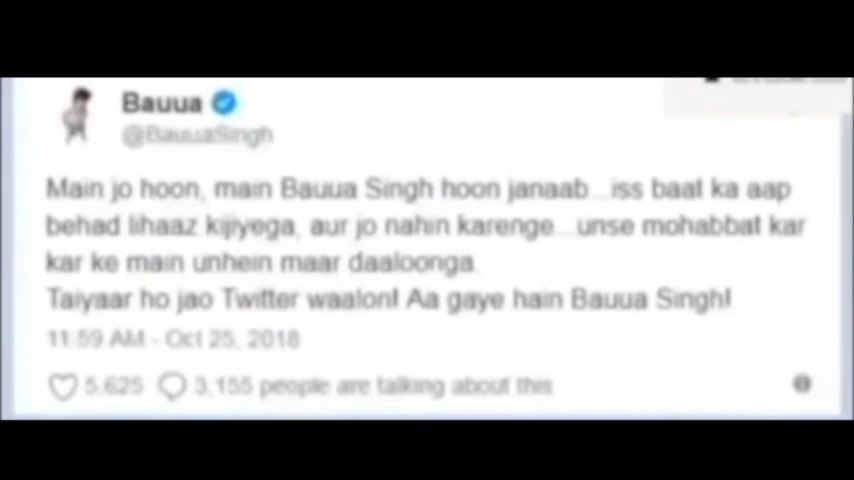 Bauua
@BauuaSingh
Main jo hoon, main Bauua Singh hoon janaab...iss baat ka aap
behad lihaaz kijiyega, aur jo nahin karenge...unse mohabbat kar
kar ke main unhein maar daaloonga.
Taiyaar ho jao Twitter waalon! Aa gaye hain Bauua Singh!
11:59 AM - Oct 25, 2018
5,625 3,155 people are talking about this